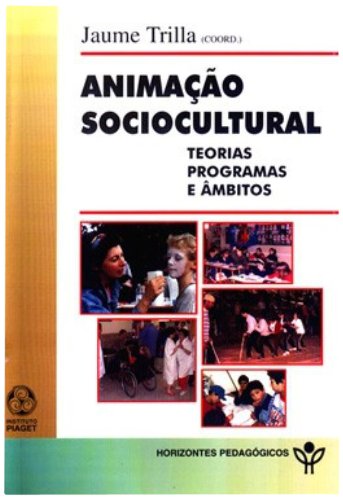 Jaume Trilla (COORD.)
ANIMAÇÃO
SOCIOCULTURAL
TEORIAS
PROGRAMAS
E ÂMBITOS
INSTITUTO
PIAGET
HORIZONTES PEDAGÓGICOS